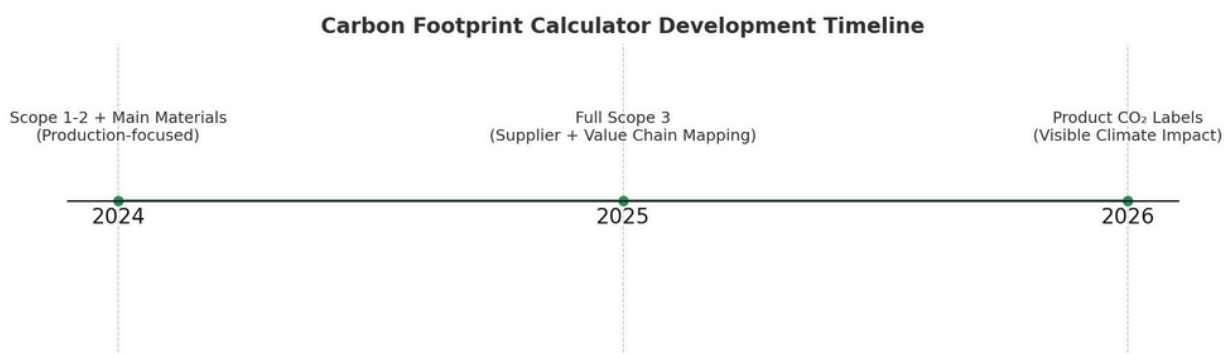 Carbon Footprint Calculator Development Timeline
Scope 1-2 + Main Materials
(Production-focused)
Full Scope 3
(Supplier + Value Chain Mapping)
Product CO₂ Labels
(Visible Climate Impact)
2024
2025
2026